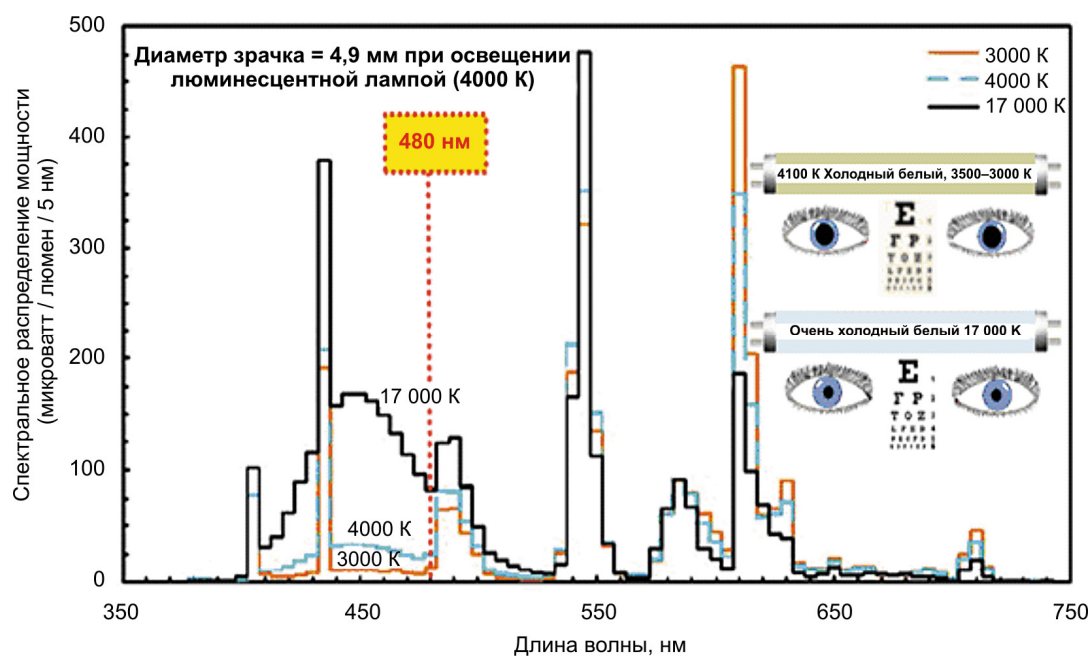 Спектральное распределение мощности
(микроватт / люмен / 5 нм)
500
400
300
200
100
0
Диаметр зрачка = 4,9 мм при освещении
люминесцентной лампой (4000 К)
480 нм
3000 К
4000 К
17 000 К
4100 К Холодный белый, 3500–3000 К
Е
Г Р
T O Z
Очень холодный белый 17 000 К
Е
Г Р
T O Z
17 000 К
4000 К
3000 К
350
450
550
650
750
Длина волны, нм